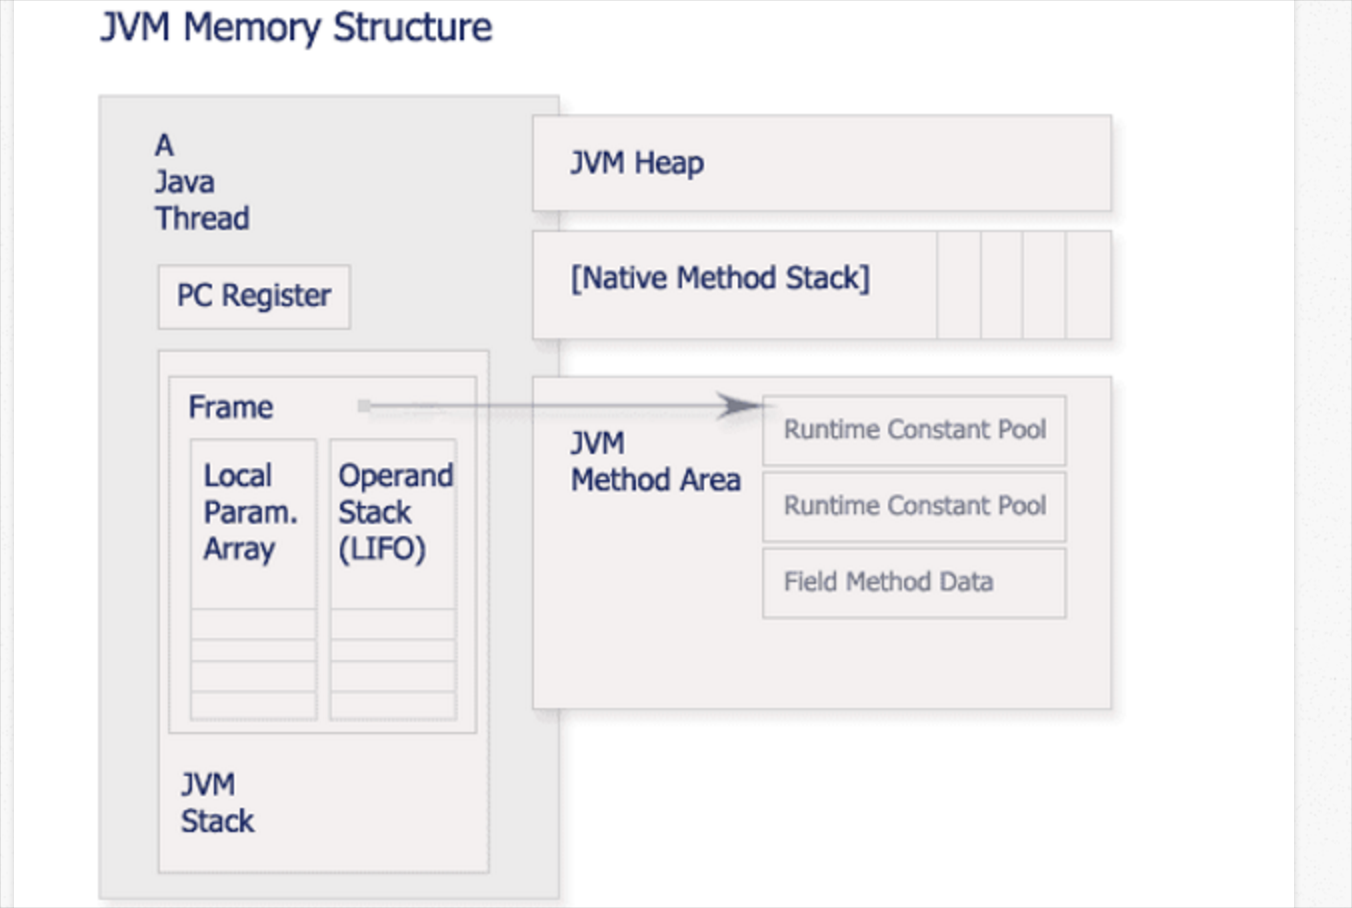 JVM Memory Structure
A
Java
Thread
PC Register
Frame
Local
Param.
Array
Operand
Stack
(LIFO)
JVM
Stack
JVM Heap
[Native Method Stack]
JVM
Method Area
Runtime Constant Pool
Runtime Constant Pool
Field Method Data